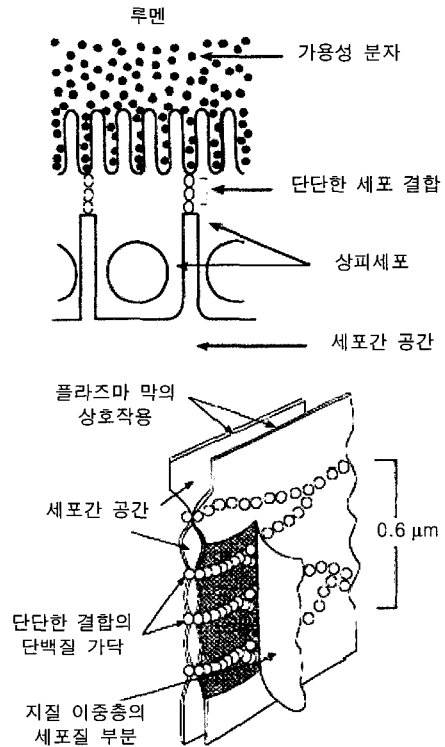 루멘
가용성 분자
단단한 세포 결합
상피세포
세포간 공간
플라즈마 막의
상호작용
세포간 공간
0.6 μm
단단한 결합의
단백질 가닥
지질 이중층의
세포질 부분